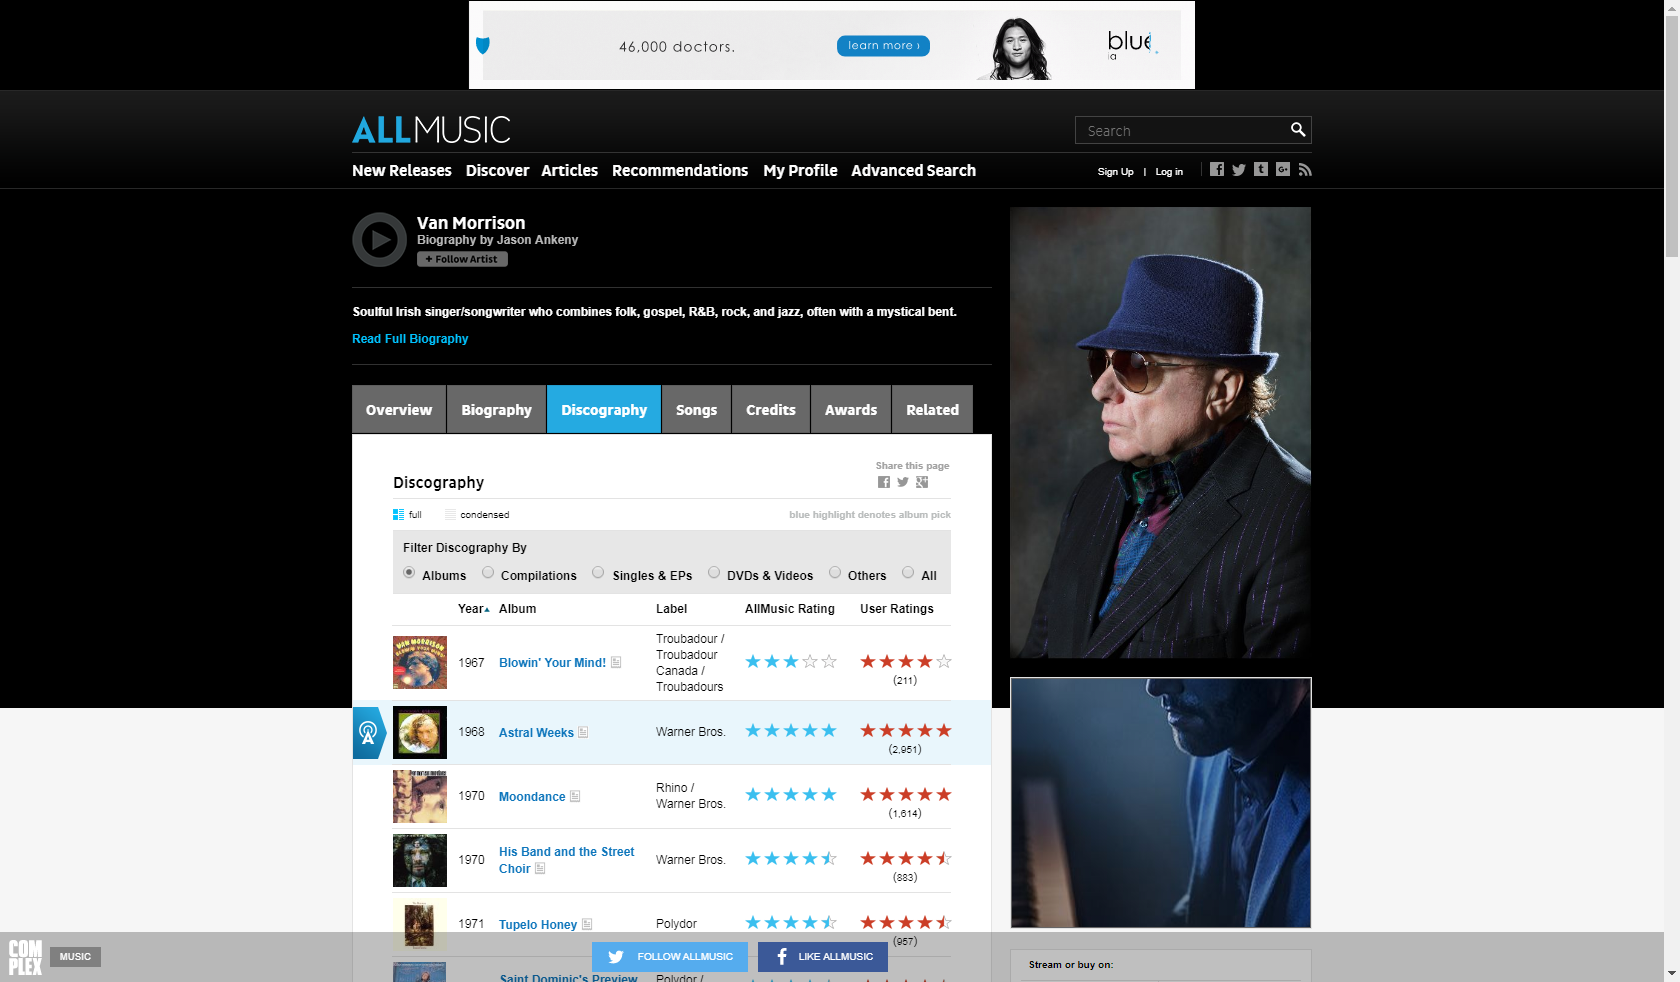 46,000 doctors.
learn more ›
blue
ALLMUSIC
Search
New Releases Discover Articles Recommendations My Profile Advanced Search
Sign Up | Log in
Van Morrison
Biography by Jason Ankeny
+ Follow Artist
Soulful Irish singer/songwriter who combines folk, gospel, R&B, rock, and jazz, often with a mystical bent.
Read Full Biography
Overview Biography Discography Songs Credits Awards Related
Share this page
Discography
full condensed
blue highlight denotes album pick
Filter Discography By
Albums Compilations Singles & EPs DVDs & Videos Others All
Year Album Label AllMusic Rating User Ratings
VAN MORRISON
BLOWIN' YOUR MIND!
1967 Blowin' Your Mind!
Troubadour /
Troubadour
Canada /
Troubadours
(211)
1968 Astral Weeks Warner Bros.
(2,951)
1970 Moondance
Rhino /
Warner Bros.
(1,614)
1970 His Band and the Street
Choir
Warner Bros.
(883)
1971 Tupelo Honey Polydor
(957)
Saint Dominic's Preview Polydor /
COM
PLEX
MUSIC
FOLLOW ALLMUSIC
LIKE ALLMUSIC
Stream or buy on: